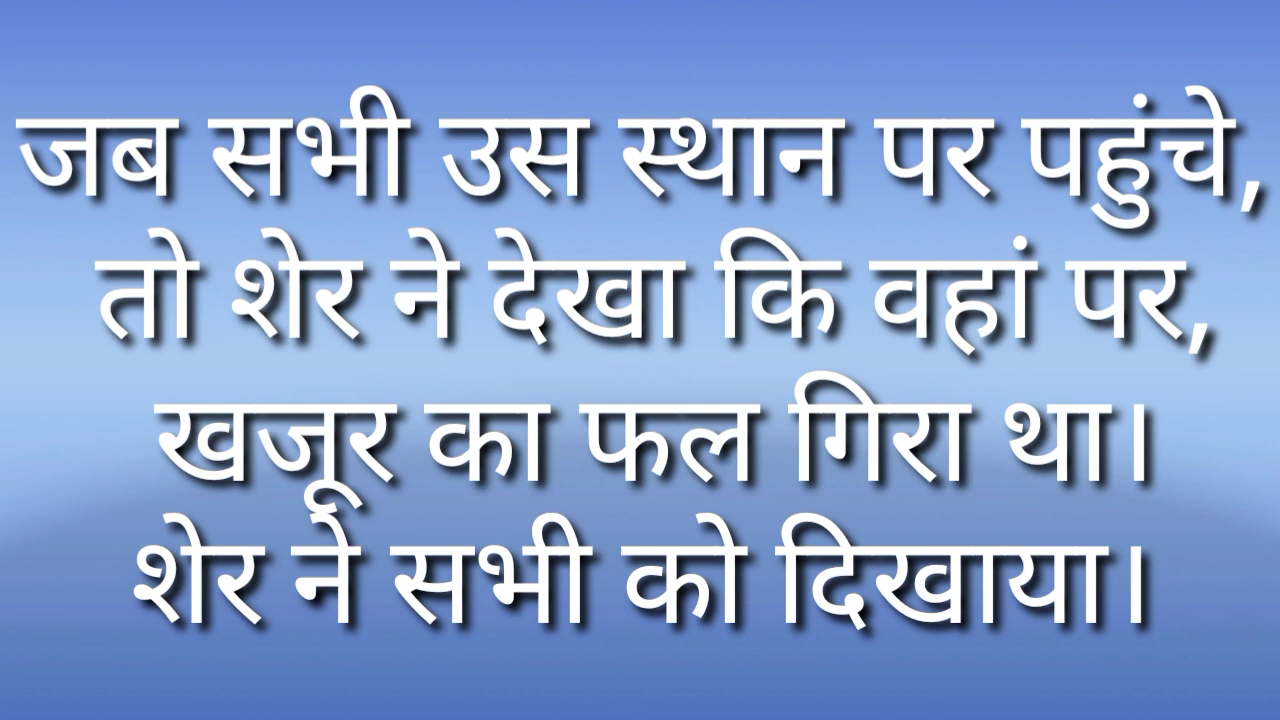 जब सभी उस स्थान पर पहुंचे,
तो शेर ने देखा कि वहां पर,
खजूर का फल गिरा था।
शेर ने सभी को दिखाया।